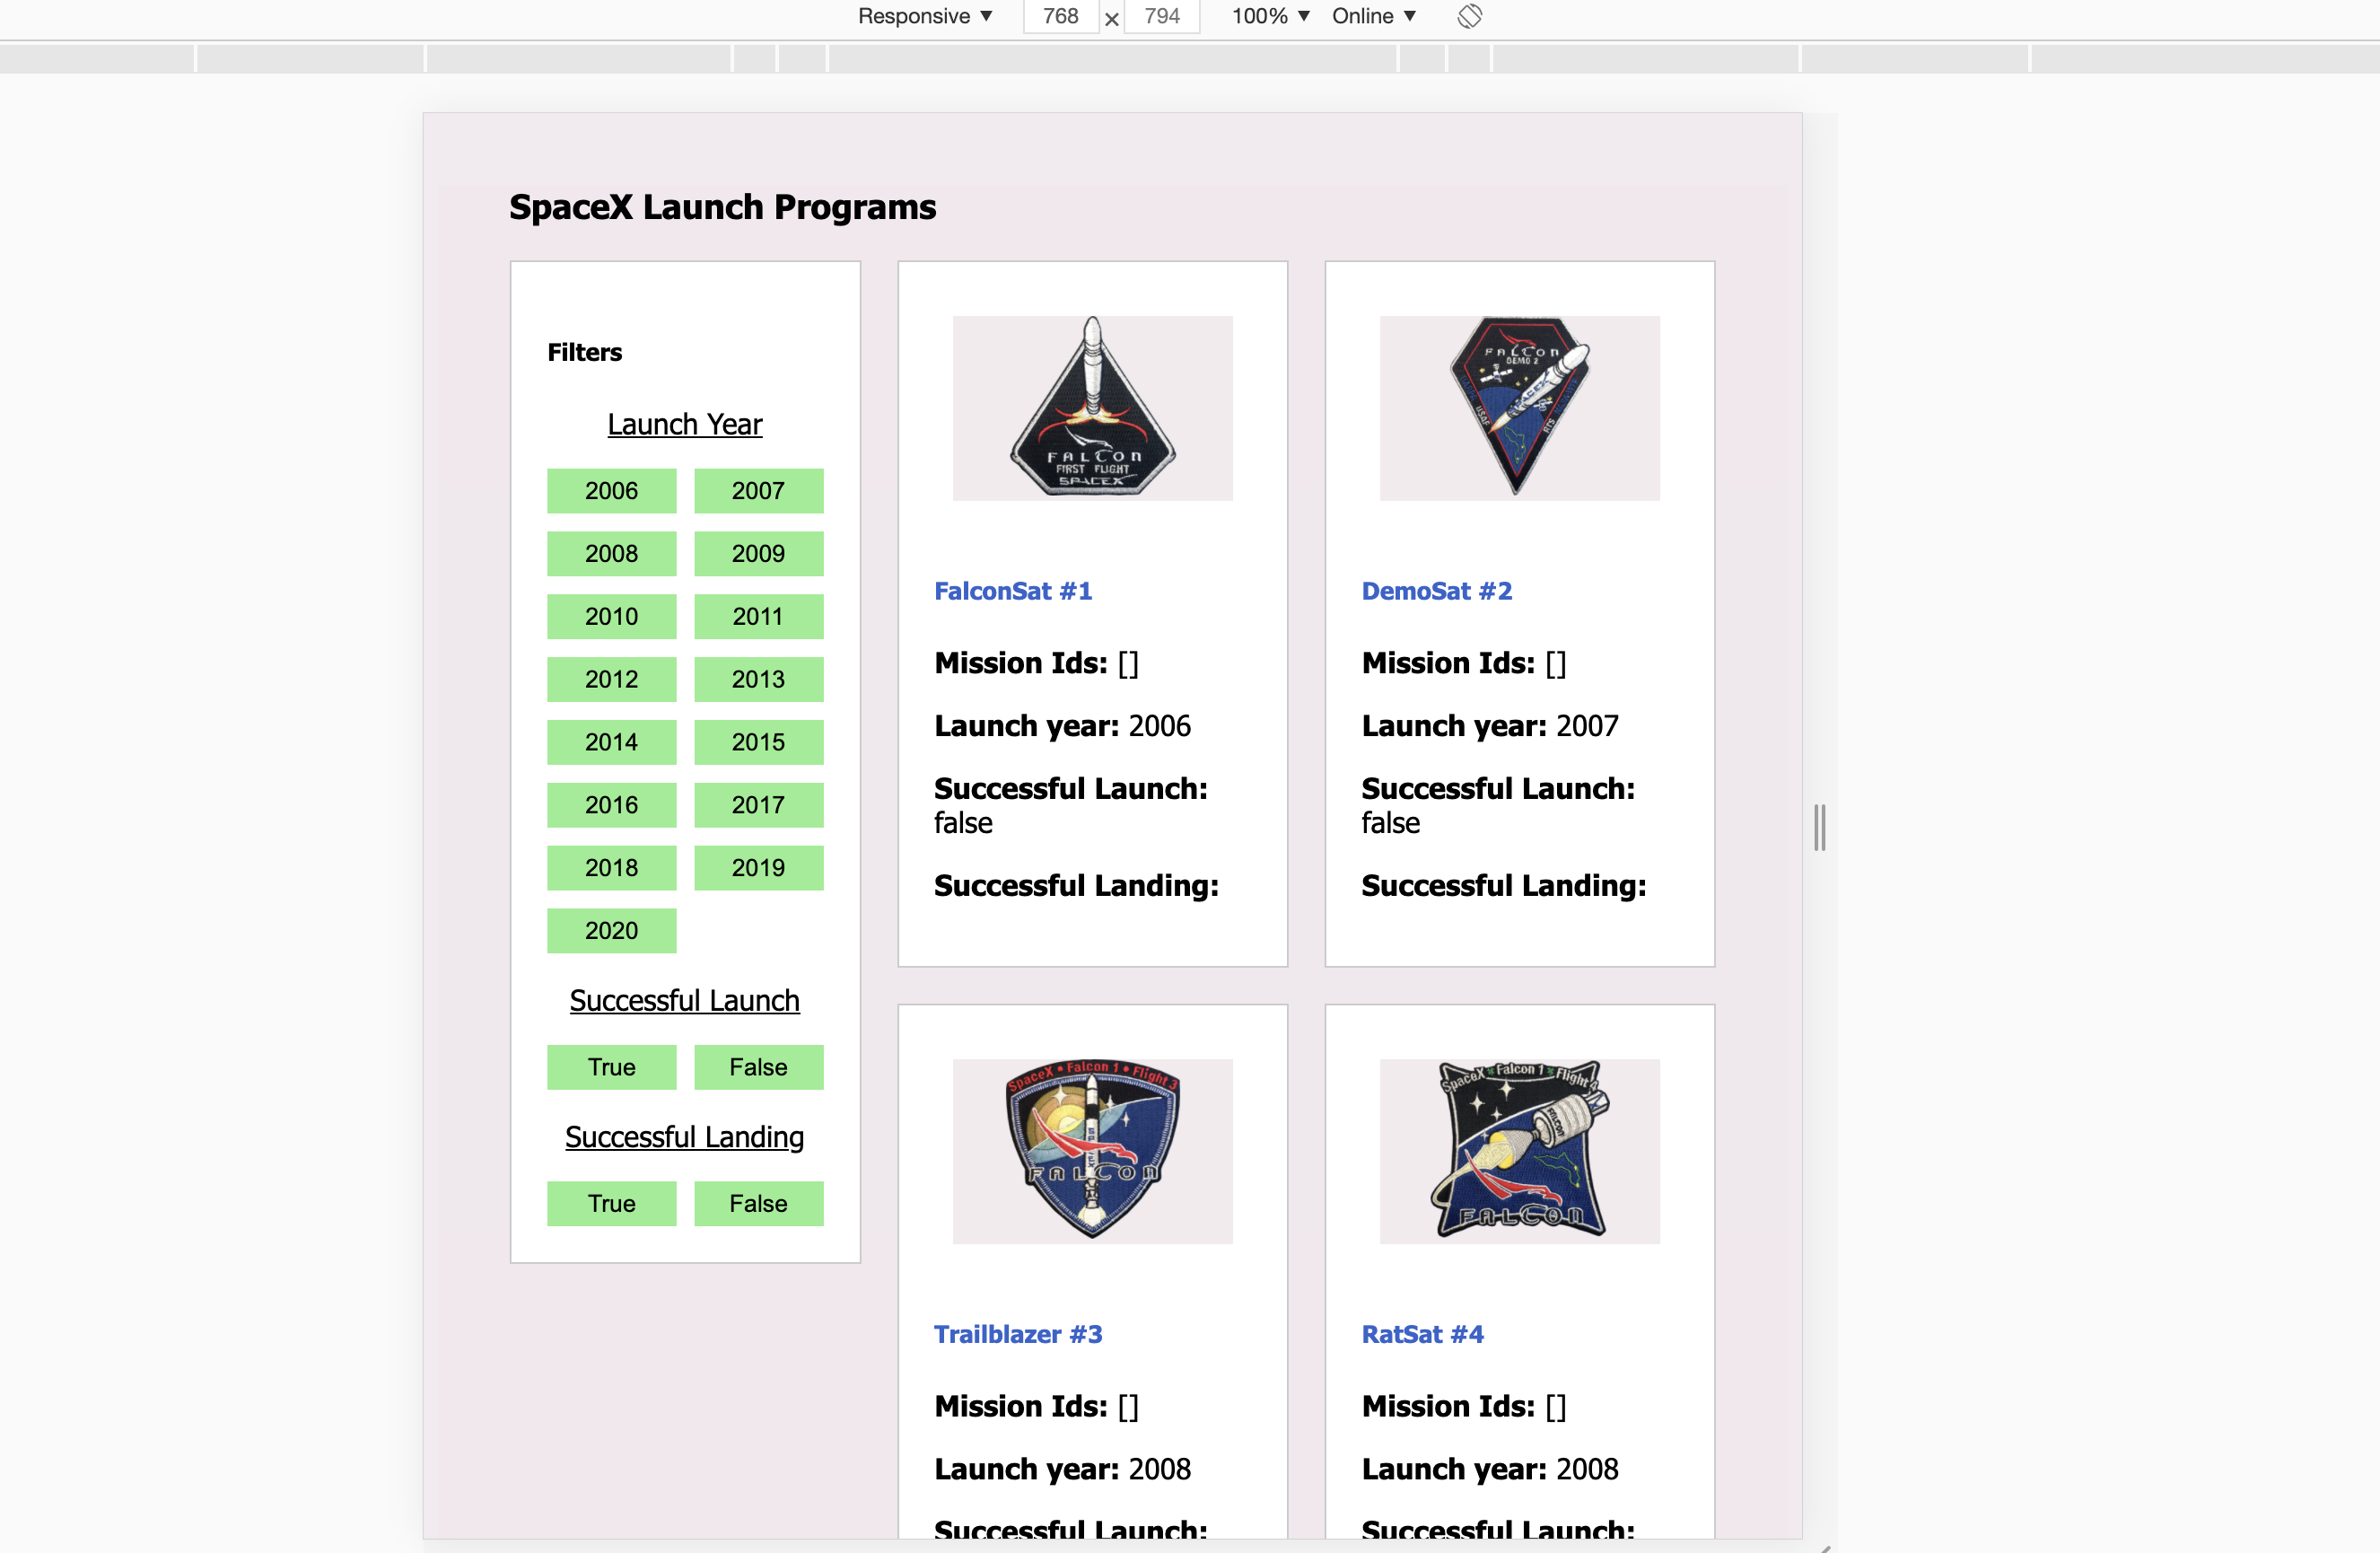 Responsive ▼ 768 × 794 100% ▼ Online ▼
SpaceX Launch Programs
Filters
Launch Year
2006 2007
2008 2009
2010 2011
2012 2013
2014 2015
2016 2017
2018 2019
2020
Successful Launch
True False
Successful Landing
True False
FALCON
FIRST FLIGHT
SPACEX
FalconSat #1
Mission Ids: []
Launch year: 2006
Successful Launch:
false
Successful Landing:
FALCON
DEMO 2
SPACEX
USAF
RTS
DemoSat #2
Mission Ids: []
Launch year: 2007
Successful Launch:
false
Successful Landing:
SpaceX • Falcon 1 • Flight 3
SPACEX
FALCON
Trailblazer #3
Mission Ids: []
Launch year: 2008
Successful Launch:
SpaceX Falcon 1 Flight 4
FALCON
FALCON
RatSat #4
Mission Ids: []
Launch year: 2008
Successful Launch: